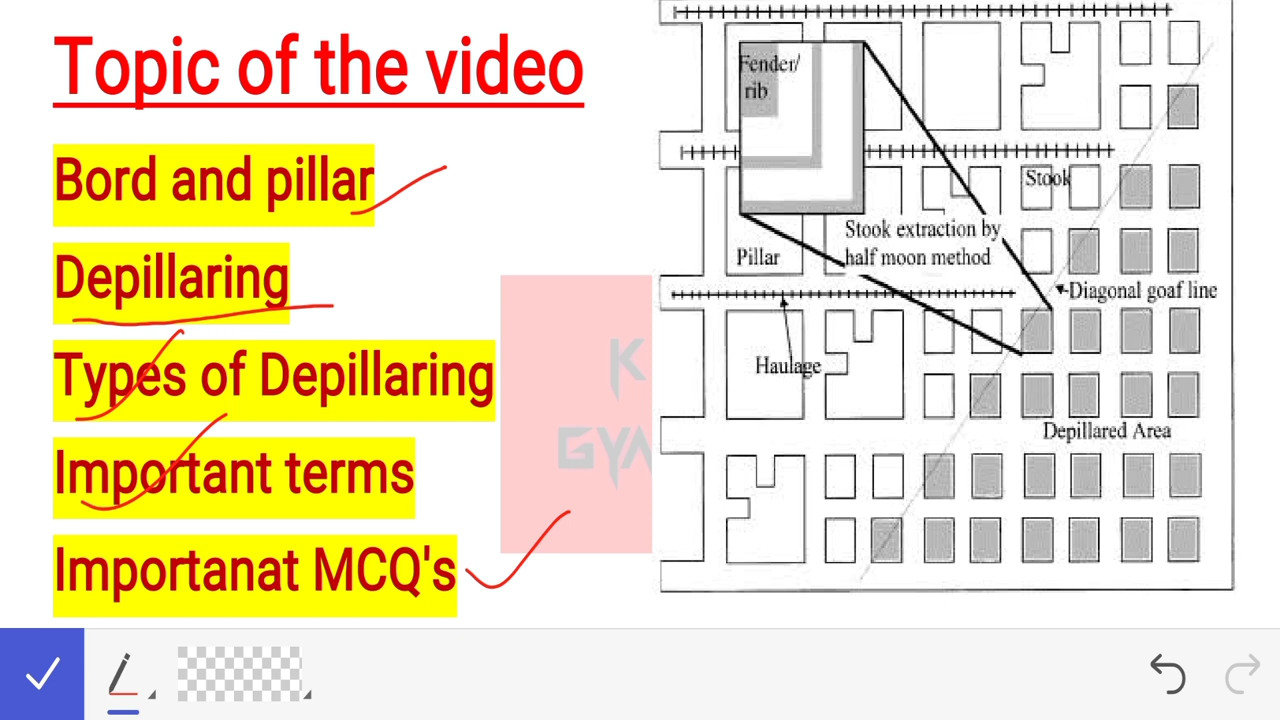 Topic of the video
Bord and pillar
Depillaring
Types of Depillaring
Important terms
Importanat MCQ's
K
GYA
Fender/
rib
Stook
Stook extraction by
half moon method
Pillar
Diagonal goaf line
Haulage
Depillared Area